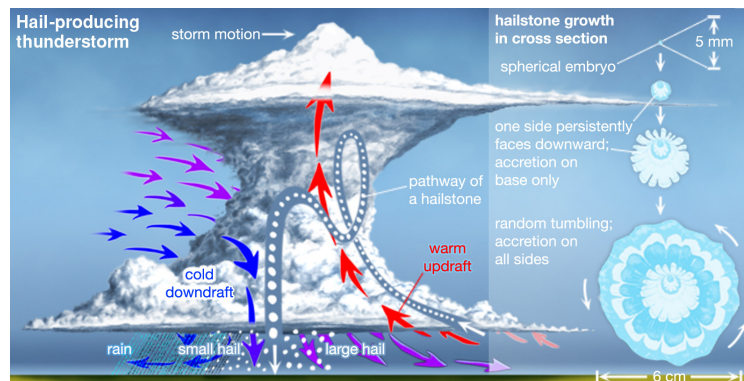 Hail-producing
thunderstorm
storm motion
hailstone growth
in cross section
5 mm
spherical embryo
one side persistently
faces downward;
accretion on
base only
pathway of
a hailstone
random tumbling;
accretion on
all sides
warm
updraft
cold
downdraft
rain
small hail
large hail
6 cm